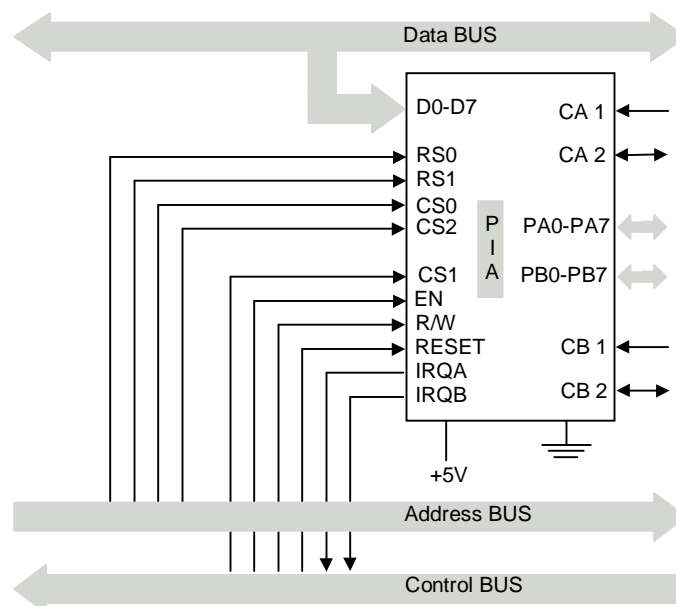 Data BUS
D0-D7
CA 1
RS0
CA 2
RS1
CS0
CS2
P
I
A
PA0-PA7
CS1
PB0-PB7
EN
R/W
RESET
CB 1
IRQA
IRQB
CB 2
+5V
Address BUS
Control BUS